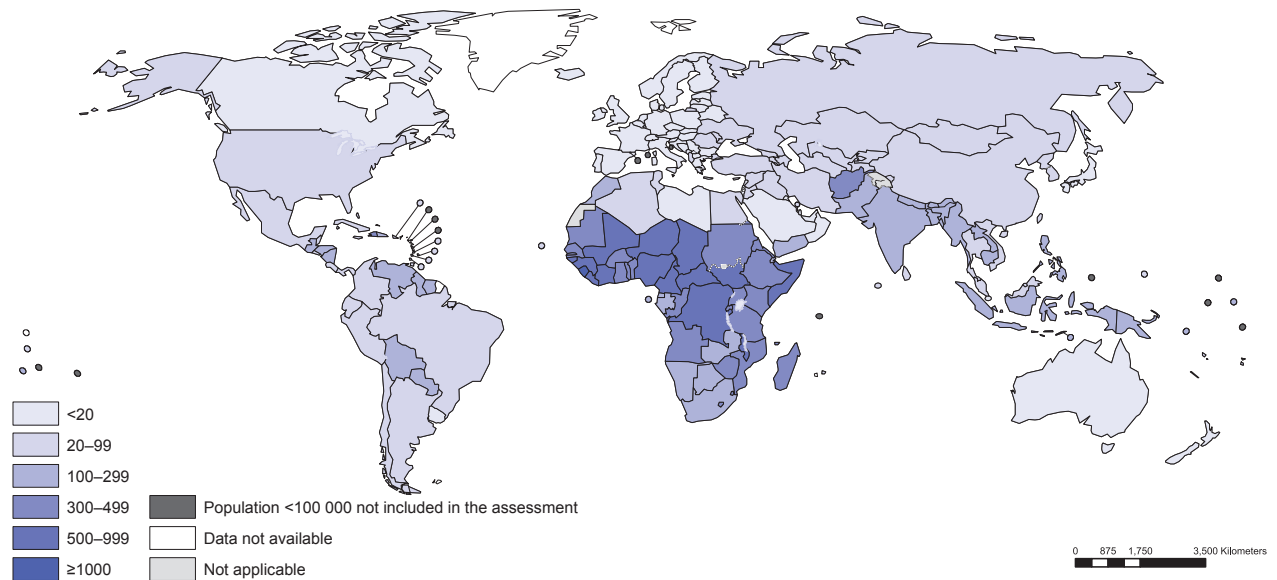 <20
20–99
100–299
300–499
500–999
≥1000
Population <100 000 not included in the assessment
Data not available
Not applicable
0 875 1,750 3,500 Kilometers